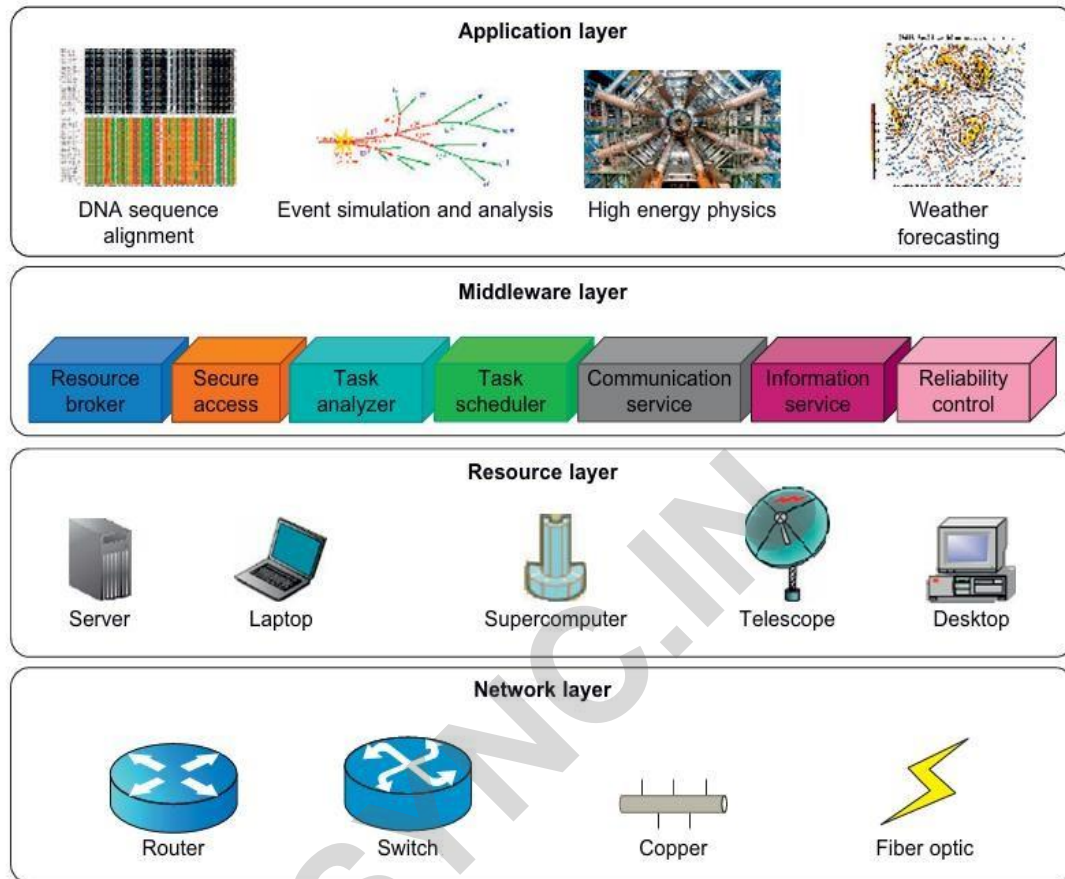 Application layer
DNA sequence
alignment
Event simulation and analysis
High energy physics
Weather
forecasting
Middleware layer
Resource
broker
Secure
access
Task
analyzer
Task
scheduler
Communication
service
Information
service
Reliability
control
Resource layer
Server
Laptop
Supercomputer
Telescope
Desktop
Network layer
Router
Switch
Copper
Fiber optic
SYNC.IN